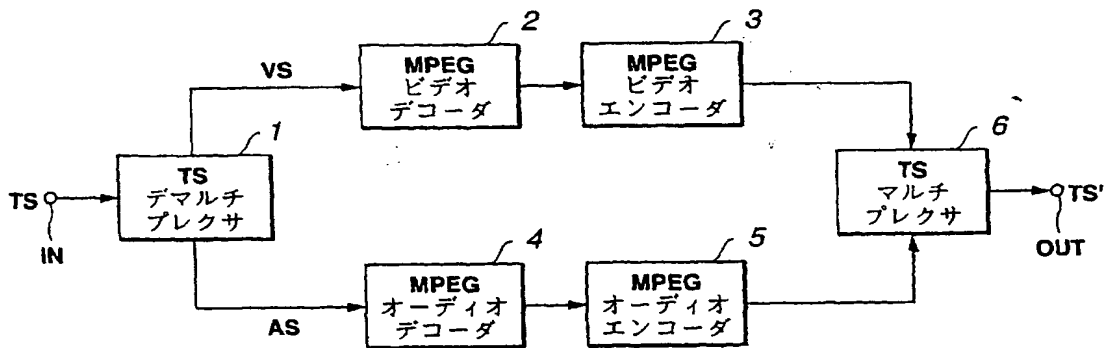 2
3
VS
MPEG
ビデオ
デコーダ
MPEG
ビデオ
エンコーダ
1
6
TS
TS
デマルチ
プレクサ
TS
マルチ
プレクサ
TS'
IN
OUT
4
5
MPEG
オーディオ
デコーダ
MPEG
オーディオ
エンコーダ
AS